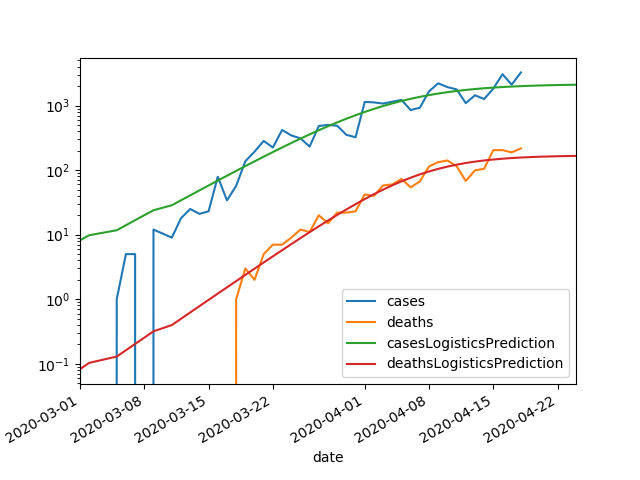 10³
10²
10¹
10⁰
10⁻¹
2020-03-01
2020-03-08
2020-03-15
2020-03-22
2020-04-01
2020-04-08
2020-04-15
2020-04-22
date
cases
deaths
casesLogisticsPrediction
deathsLogisticsPrediction